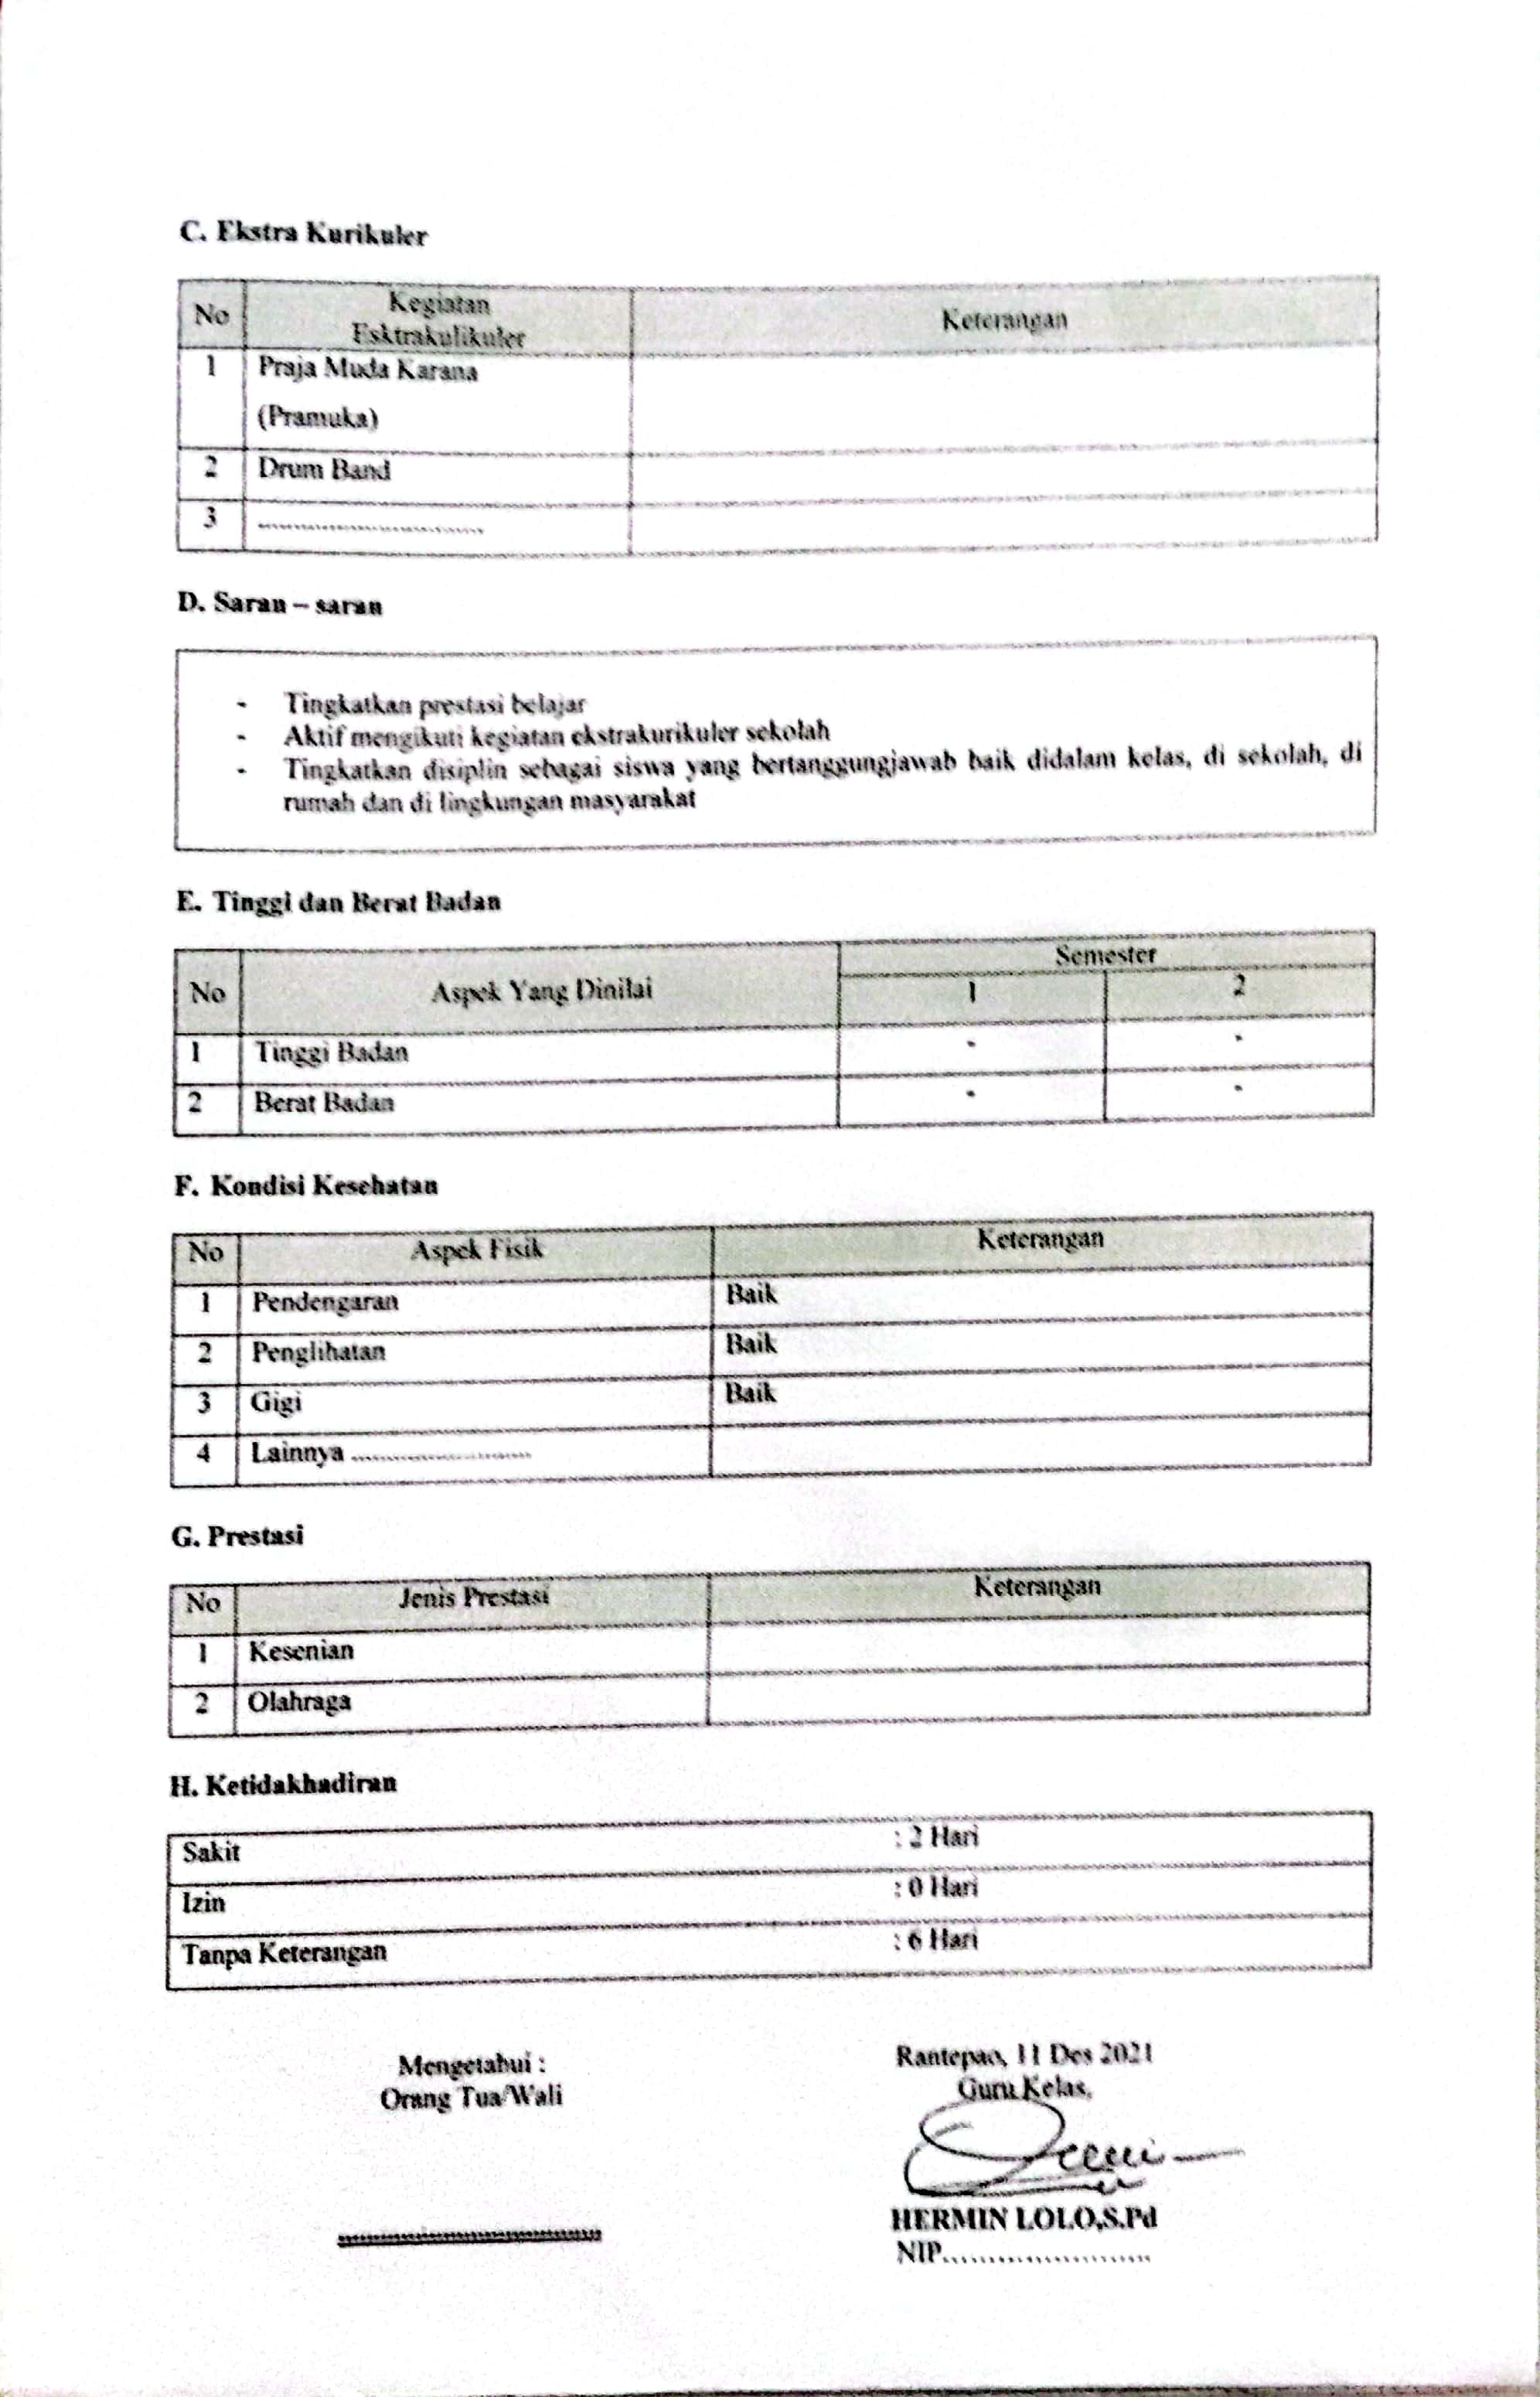 C. Ekstra Kurikuler
No Kegiatan Esktrakulikuler Keterangan
1 Praja Muda Karana
(Pramuka)
2 Drum Band
3 ..............................
D. Saran – saran
- Tingkatkan prestasi belajar
- Aktif mengikuti kegiatan ekstrakurikuler sekolah
- Tingkatkan disiplin sebagai siswa yang bertanggungjawab baik didalam kelas, di sekolah, di
rumah dan di lingkungan masyarakat
E. Tinggi dan Berat Badan
No Aspek Yang Dinilai Semester
1 2
1 Tinggi Badan - -
2 Berat Badan - -
F. Kondisi Kesehatan
No Aspek Fisik Keterangan
1 Pendengaran Baik
2 Penglihatan Baik
3 Gigi Baik
4 Lainnya ..........................
G. Prestasi
No Jenis Prestasi Keterangan
1 Kesenian
2 Olahraga
H. Ketidakhadiran
Sakit : 2 Hari
Izin : 0 Hari
Tanpa Keterangan : 6 Hari
Mengetahui :
Orang Tua/Wali
Rantepao, 11 Des 2021
Guru Kelas,
HERMIN LOLO,S.Pd
NIP.........................